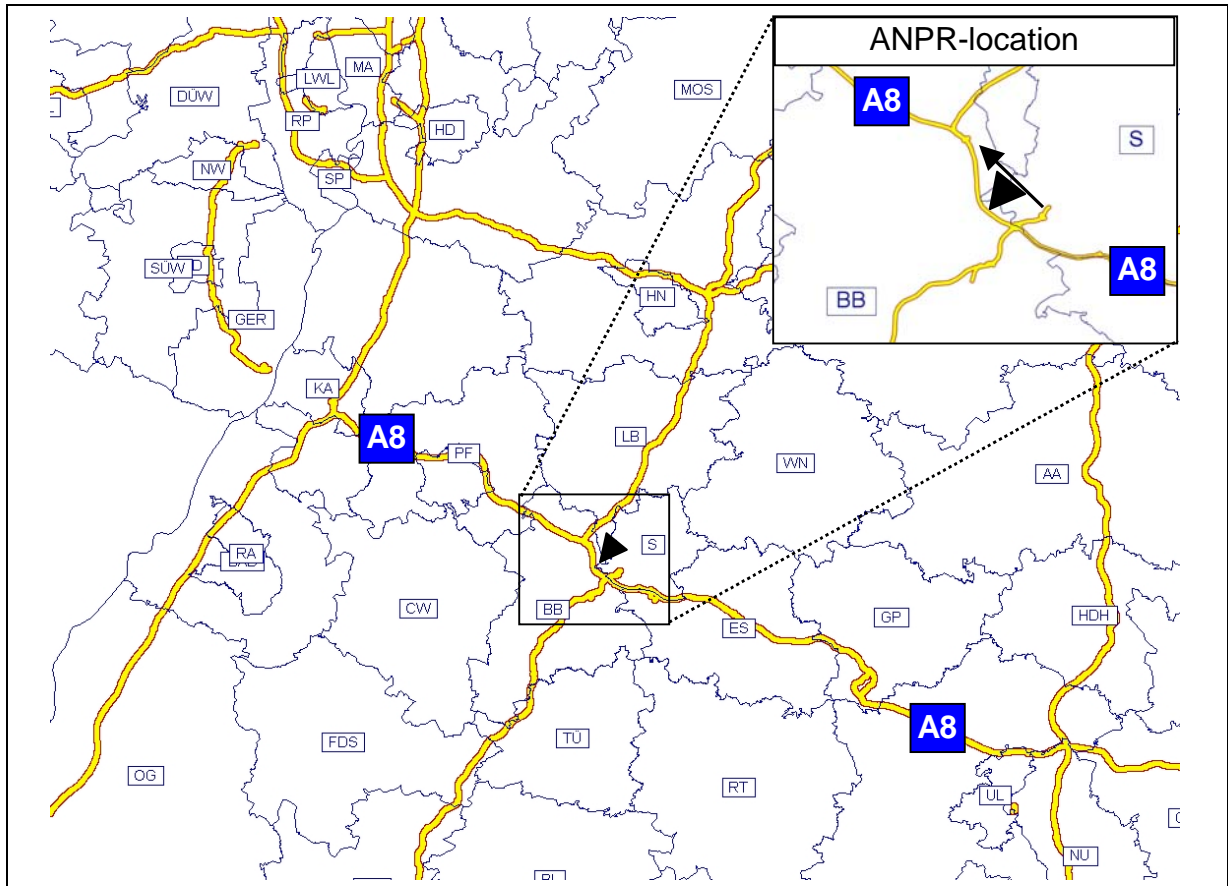 ANPR-location
A8
S
A8
BB
MA
LWL
DÜW
MOS
RP
HD
NW
SP
SÜW
HN
GER
KA
A8
LB
PF
WN
AA
S
RA
CW
BB
ES
GP
HDH
A8
FDS
TÜ
OG
RT
UL
NU